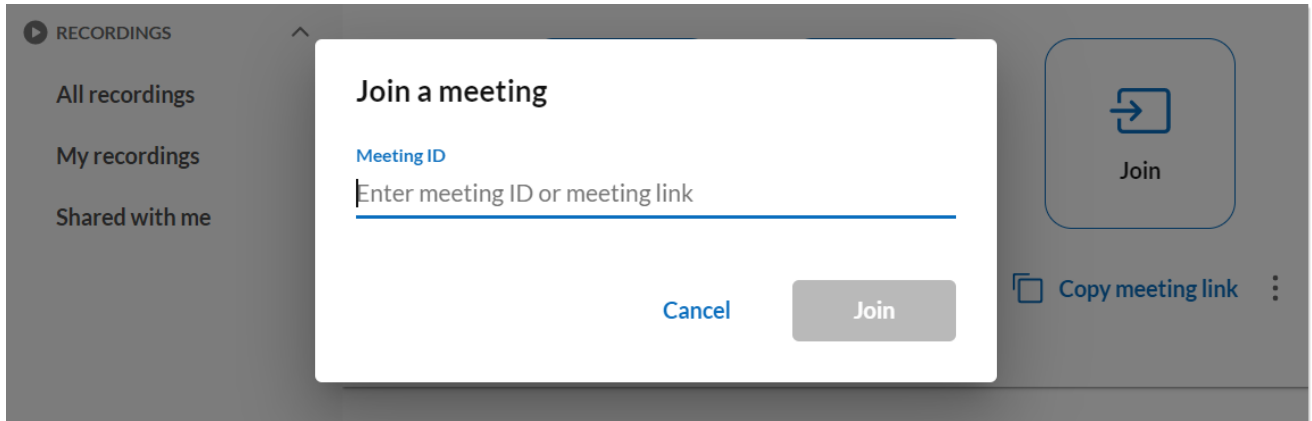 RECORDINGS
All recordings
My recordings
Shared with me
Join a meeting
Meeting ID
Enter meeting ID or meeting link
Cancel
Join
Join
Copy meeting link